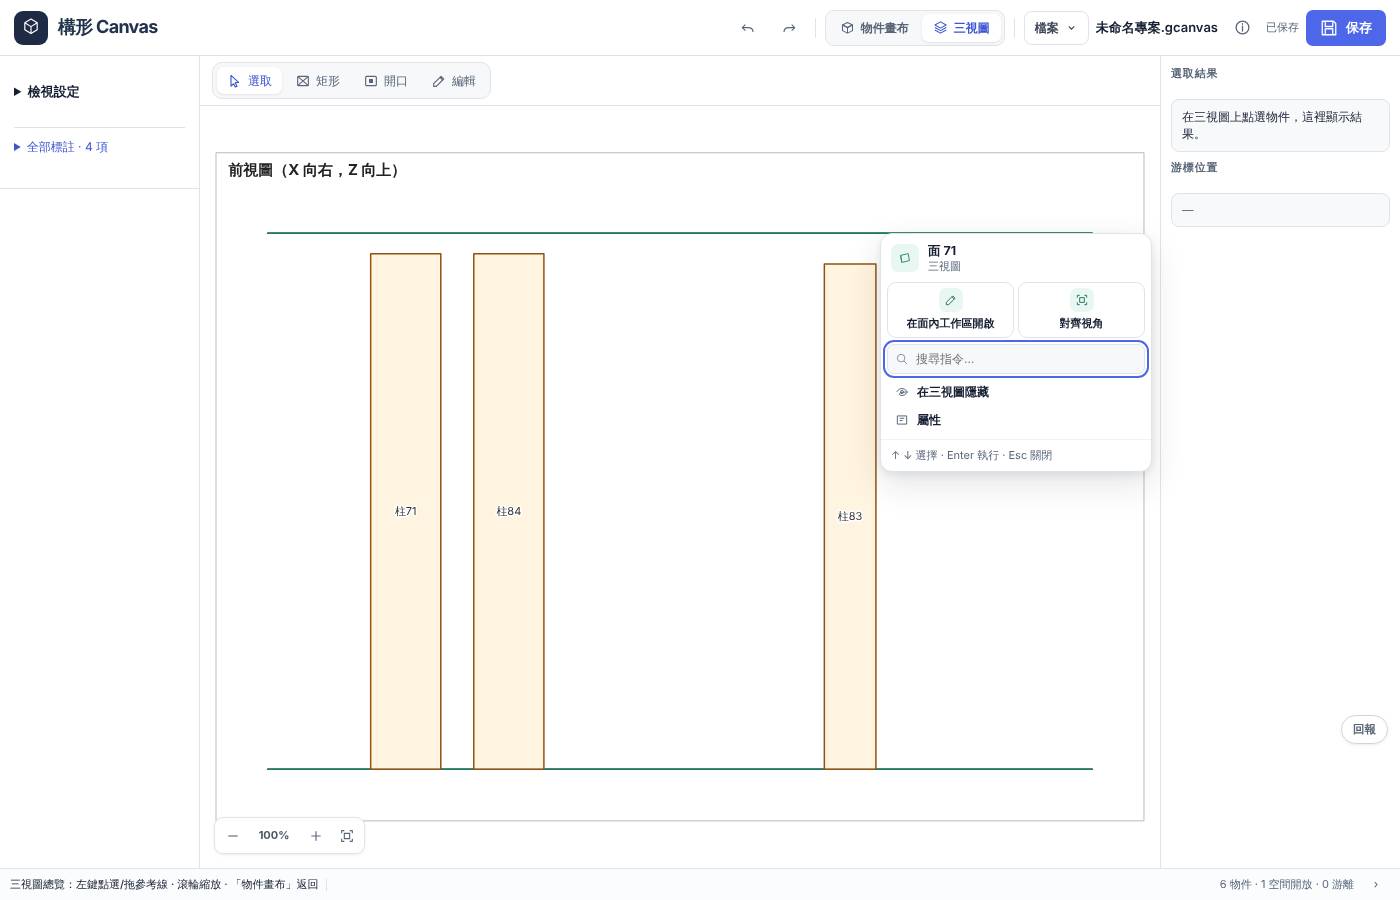 構形 Canvas
物件畫布
三視圖
檔案
未命名專案.gcanvas
已保存
保存
檢視設定
全部標註 · 4 項
選取
矩形
開口
編輯
前視圖（X 向右，Z 向上）
柱71
柱84
柱83
面 71
三視圖
在面內工作區開啟
對齊視角
搜尋指令...
在三視圖隱藏
屬性
↑ ↓ 選擇 · Enter 執行 · Esc 關閉
選取結果
在三視圖上點選物件，這裡顯示結
果。
游標位置
—
回報
100%
三視圖總覽：左鍵點選/拖參考線 · 滾輪縮放 · 「物件畫布」返回
6 物件 · 1 空間開放 · 0 游離